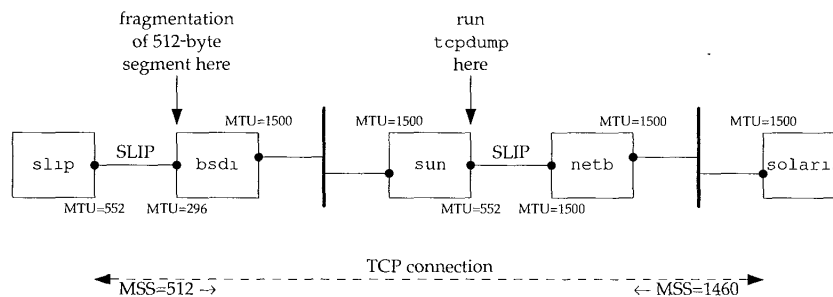 fragmentation
of 512-byte
segment here
run
tcpdump
here
MTU=1500
MTU=1500
MTU=1500
MTU=1500
slip
SLIP
bsdi
sun
SLIP
netb
solari
MTU=552
MTU=296
MTU=552
MTU=1500
TCP connection
MSS=512 →
← MSS=1460